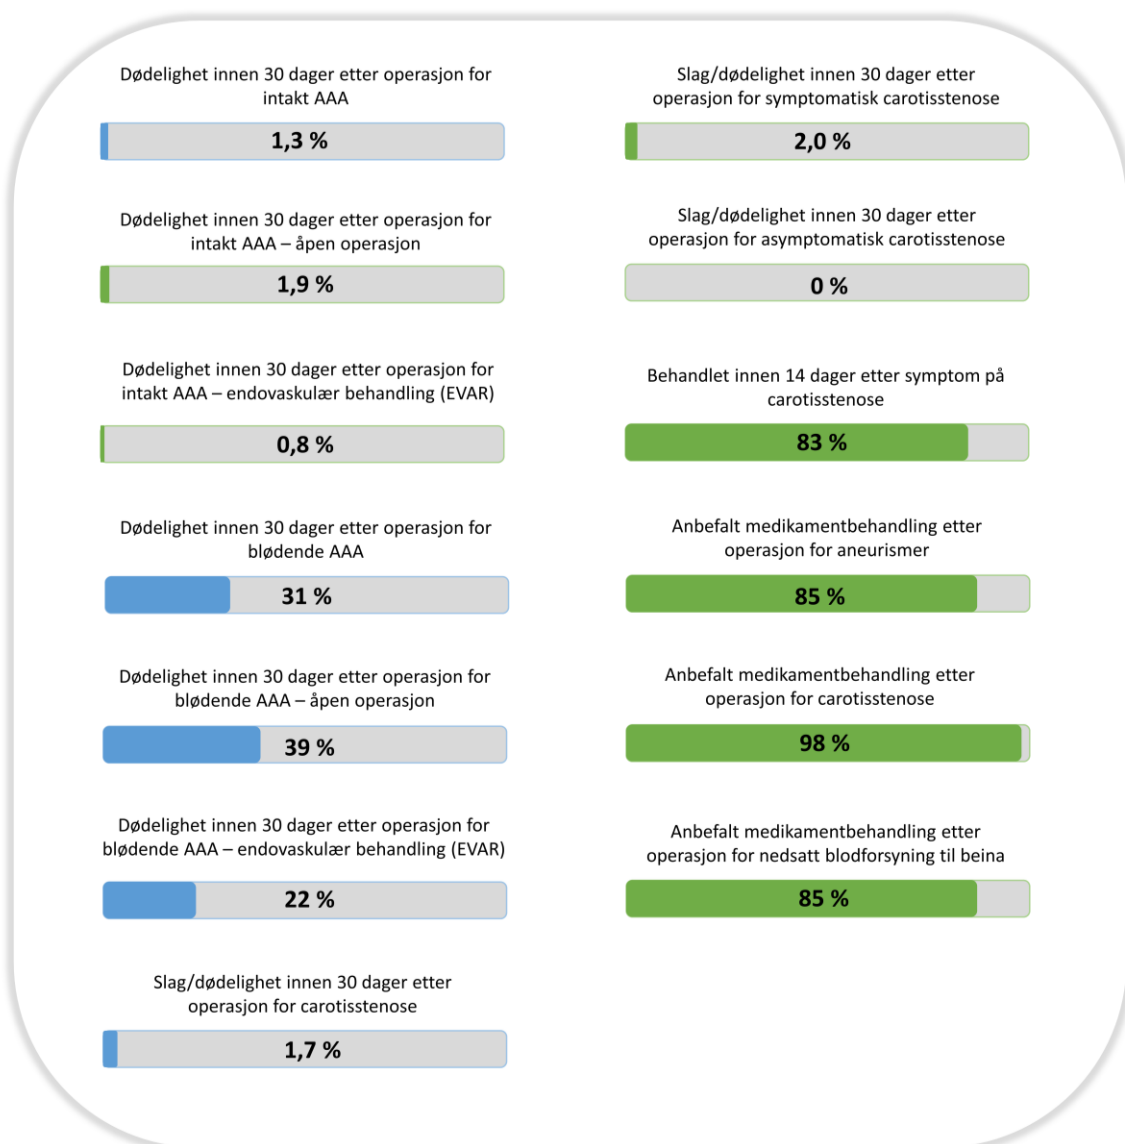 Dødelighet innen 30 dager etter operasjon for
intakt AAA
1,3 %
Dødelighet innen 30 dager etter operasjon for
intakt AAA – åpen operasjon
1,9 %
Dødelighet innen 30 dager etter operasjon for
intakt AAA – endovaskulær behandling (EVAR)
0,8 %
Dødelighet innen 30 dager etter operasjon for
blødende AAA
31 %
Dødelighet innen 30 dager etter operasjon for
blødende AAA – åpen operasjon
39 %
Dødelighet innen 30 dager etter operasjon for
blødende AAA – endovaskulær behandling (EVAR)
22 %
Slag/dødelighet innen 30 dager etter
operasjon for carotisstenose
1,7 %
Slag/dødelighet innen 30 dager etter
operasjon for symptomatisk carotisstenose
2,0 %
Slag/dødelighet innen 30 dager etter
operasjon for asymptomatisk carotisstenose
0 %
Behandlet innen 14 dager etter symptom på
carotisstenose
83 %
Anbefalt medikamentbehandling etter
operasjon for aneurismer
85 %
Anbefalt medikamentbehandling etter
operasjon for carotisstenose
98 %
Anbefalt medikamentbehandling etter
operasjon for nedsatt blodforsyning til beina
85 %